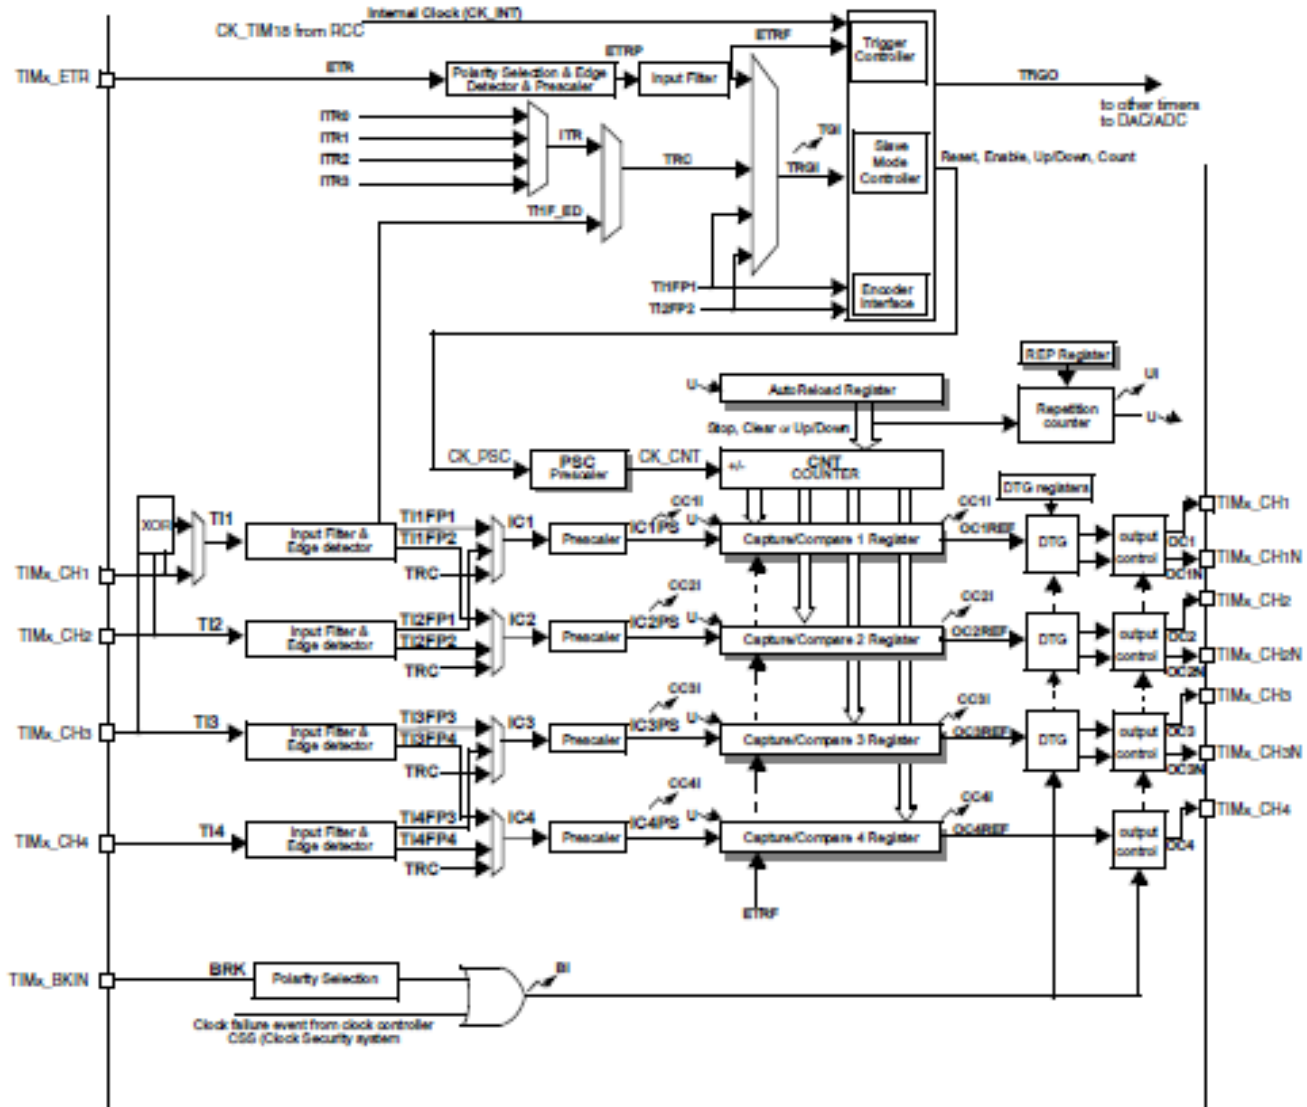 Internal Clock (CK_INT)
CK_TIM18 from RCC
ETRF
Trigger
Controller
ETRP
TIMx_ETR
ETR
Polarity Selection & Edge
Detector & Prescaler
Input Filter
TRGO
to other timers
to DAC/ADC
ITR0
ITR1
ITR2
ITR3
ITR
TRC
TGI
TRGI
Slave
Mode
Controller
Reset, Enable, Up/Down, Count
TI1F_ED
TI1FP1
TI2FP2
Encoder
Interface
REP Register
UI
U
AutoReload Register
Repetition
counter
U
Stop, Clear or Up/Down
CK_PSC
PSC
Prescaler
CK_CNT
+/-
CNT
COUNTER
DTG registers
XOR
TI1
Input Filter &
Edge detector
TI1FP1
TI1FP2
TRC
IC1
Prescaler
IC1PS
CC1I
U
Capture/Compare 1 Register
CC1I
OC1REF
DTG
output
control
OC1
OC1N
TIMx_CH1
TIMx_CH1N
TIMx_CH1
TIMx_CH2
TI2
Input Filter &
Edge detector
TI2FP1
TI2FP2
TRC
IC2
Prescaler
IC2PS
CC2I
U
Capture/Compare 2 Register
CC2I
OC2REF
DTG
output
control
OC2
OC2N
TIMx_CH2
TIMx_CH2N
TIMx_CH3
TI3
Input Filter &
Edge detector
TI3FP3
TI3FP4
TRC
IC3
Prescaler
IC3PS
CC3I
U
Capture/Compare 3 Register
CC3I
OC3REF
DTG
output
control
OC3
OC3N
TIMx_CH3
TIMx_CH3N
TIMx_CH4
TI4
Input Filter &
Edge detector
TI4FP3
TI4FP4
TRC
IC4
Prescaler
IC4PS
CC4I
U
Capture/Compare 4 Register
CC4I
OC4REF
output
control
OC4
TIMx_CH4
ETRF
TIMx_BKIN
BRK
Polarity Selection
BI
Clock failure event from clock controller
CSS (Clock Security system